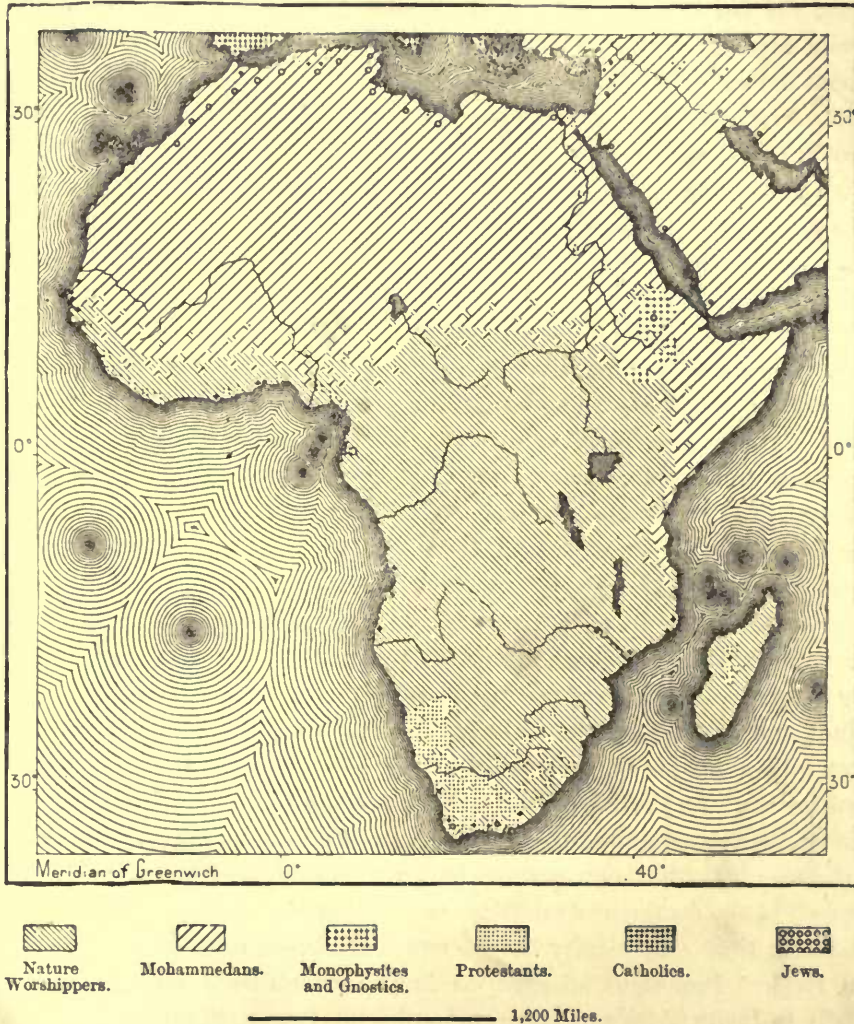 30° 30°
0° 0°
30° 30°
Meridian of Greenwich 0° 40°
Nature Worshippers.
Mohammedans.
Monophysites and Gnostics.
Protestants.
Catholics.
Jews.
1,200 Miles.